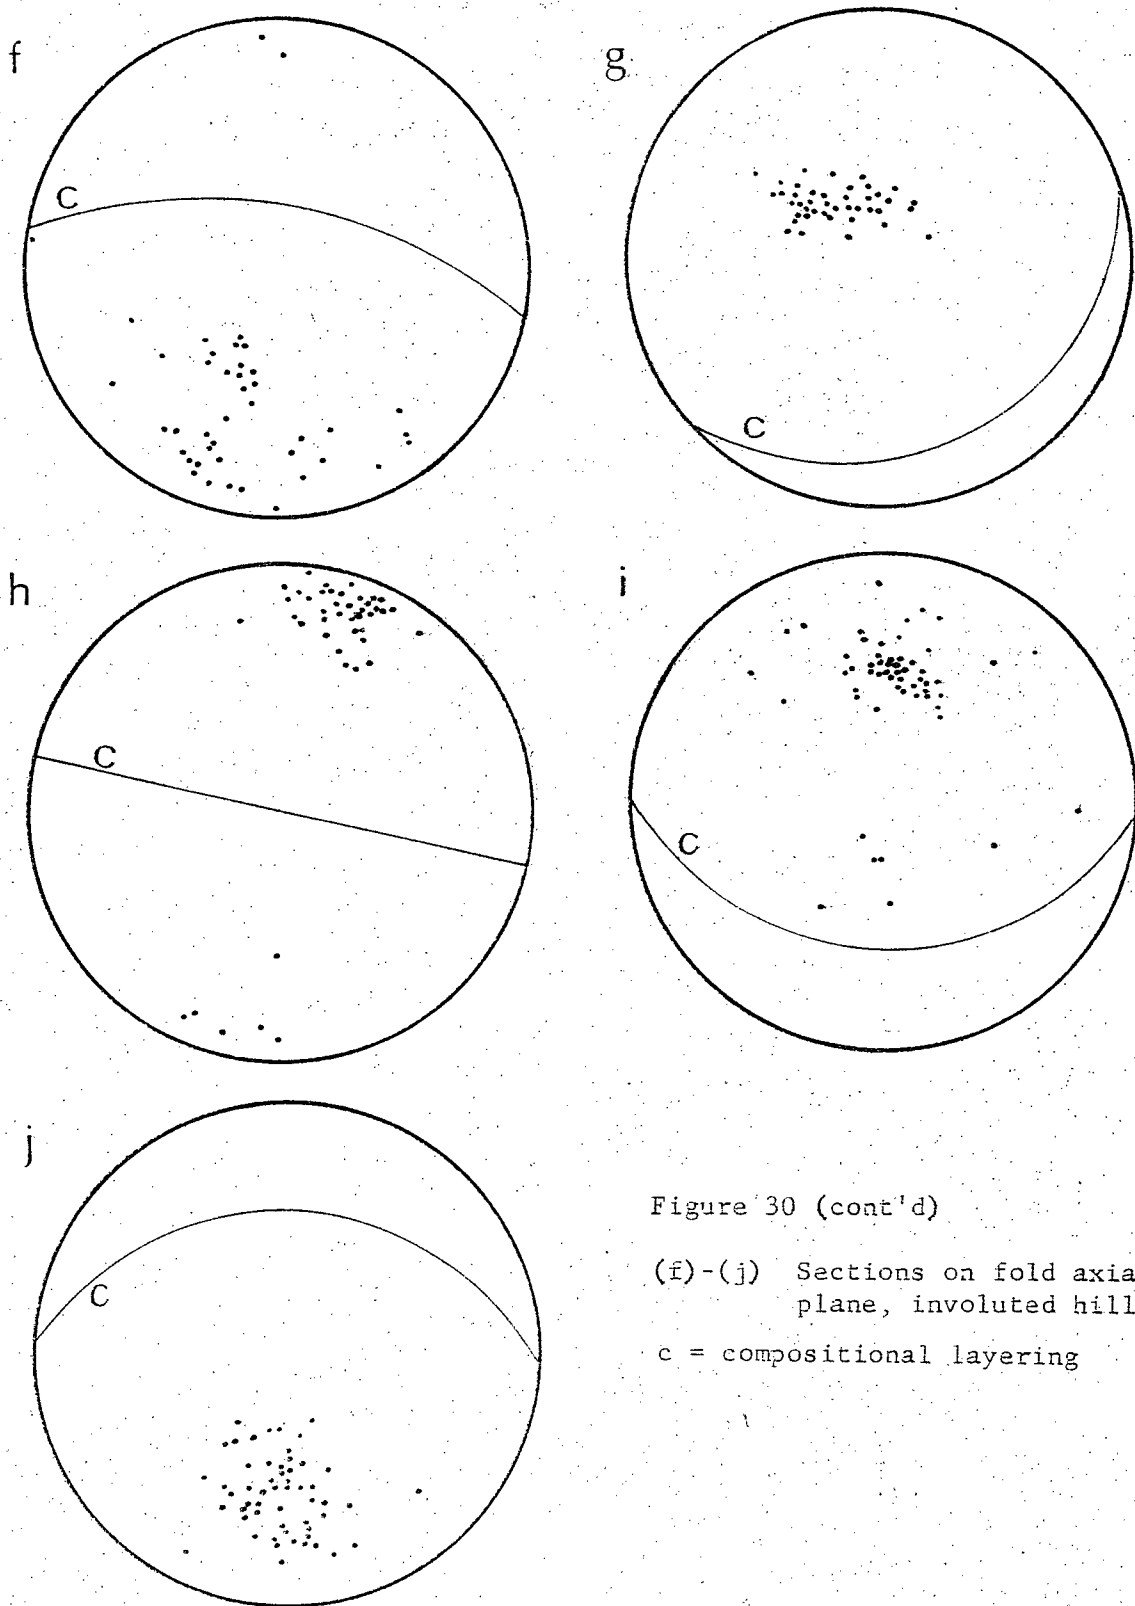 f
g
C
C
h
i
C
C
j
C
Figure 30 (cont'd)
(f)-(j) Sections on fold axia
plane, involuted hill
c = compositional layering